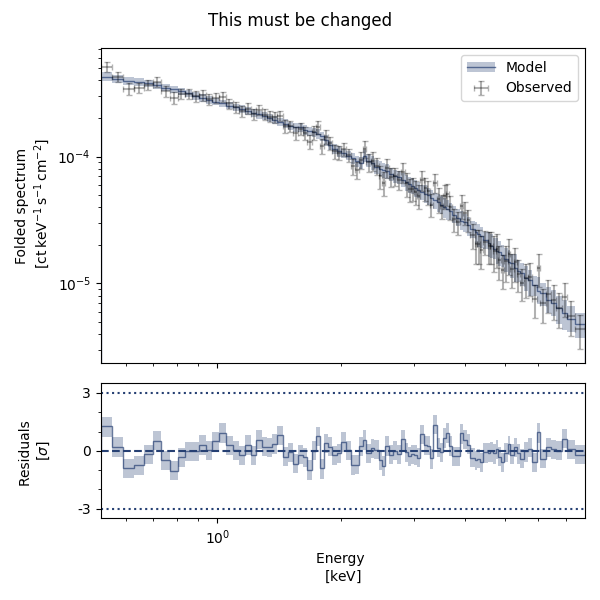 This must be changed
Model
Observed
Folded spectrum
[ct keV⁻¹ s⁻¹ cm⁻²]
10⁻⁴
10⁻⁵
Residuals
[σ]
3
0
-3
10⁰
Energy
[keV]